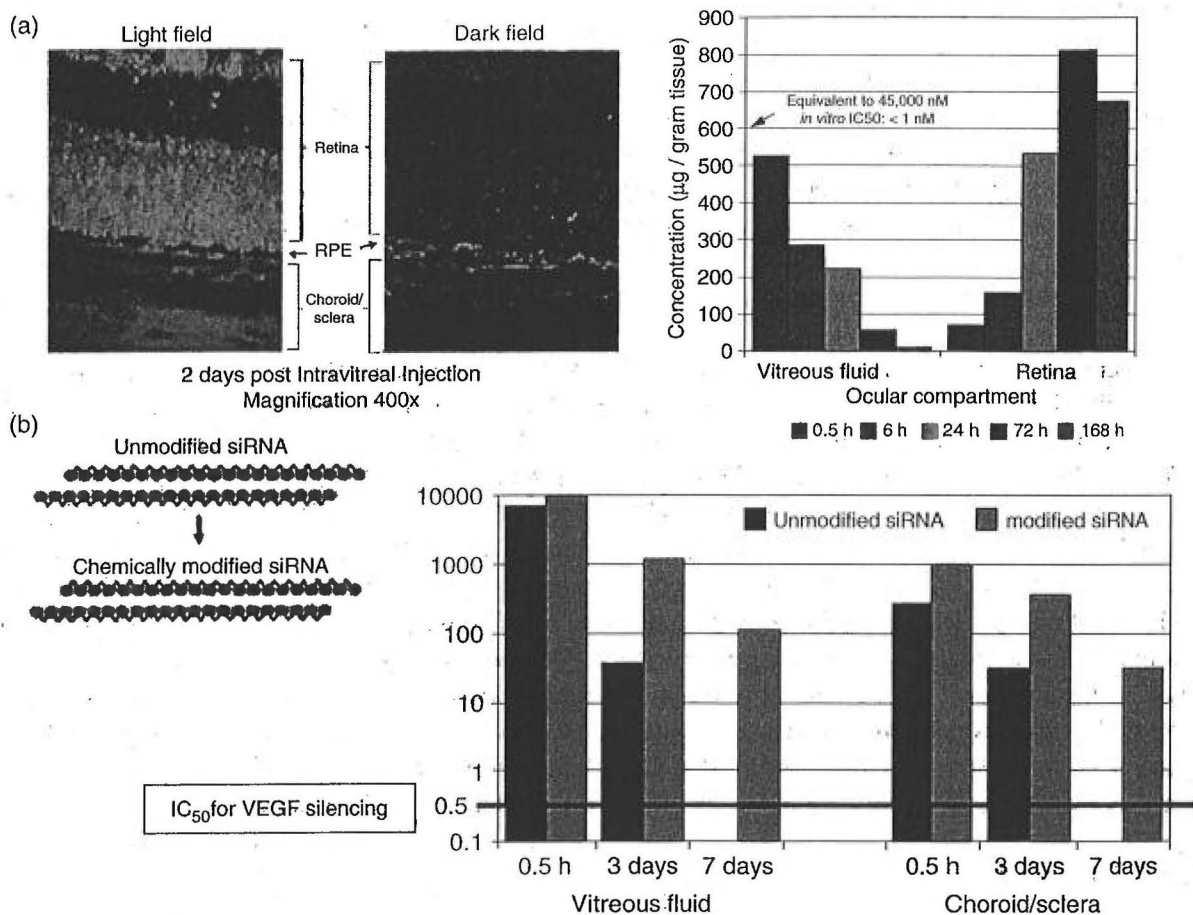 (a)
Light field
Dark field
Retina
RPE
Choroid/
sclera
2 days post Intravitreal Injection
Magnification 400x
Concentration (µg / gram tissue)
900
800
700
600
500
400
300
200
100
0
Equivalent to 45,000 nM
in vitro IC50: < 1 nM
Vitreous fluid
Retina
Ocular compartment
0.5 h
6 h
24 h
72 h
168 h
(b)
Unmodified siRNA
Chemically modified siRNA
IC50 for VEGF silencing
10000
1000
100
10
1
0.5
0.1
Unmodified siRNA
modified siRNA
0.5 h
3 days
7 days
0.5 h
3 days
7 days
Vitreous fluid
Choroid/sclera